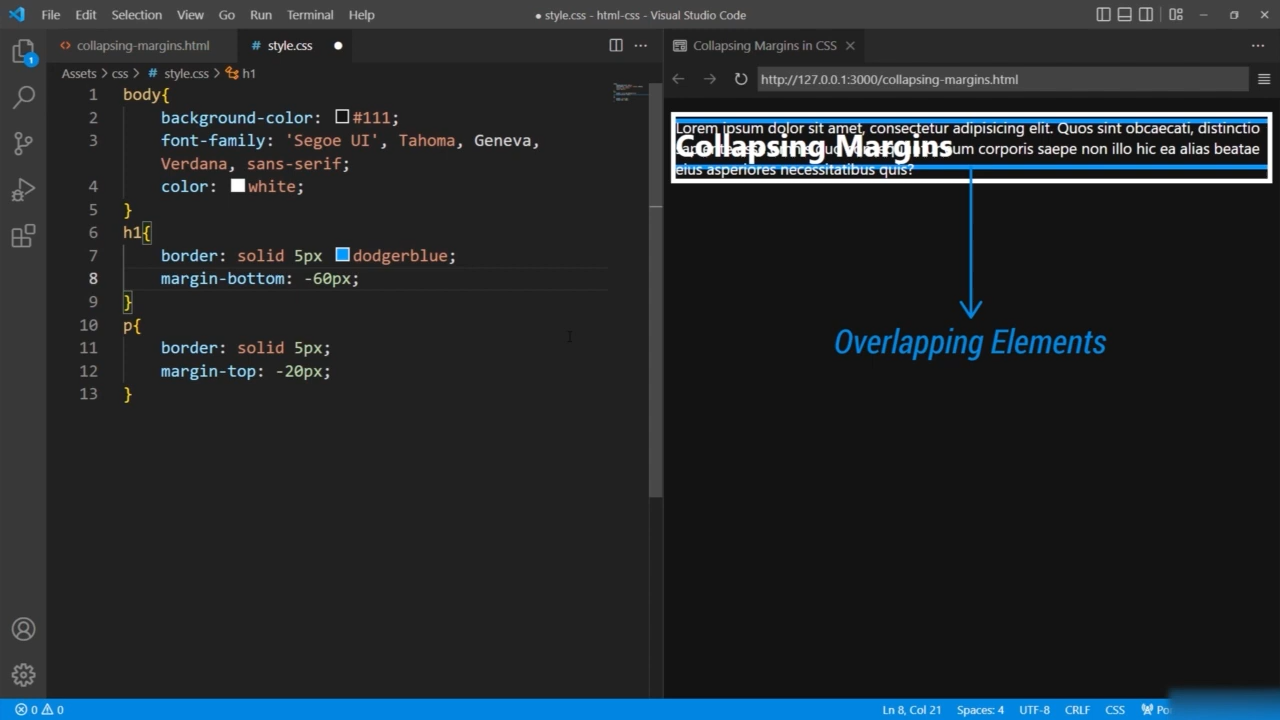 File Edit Selection View Go Run Terminal Help
● style.css - html-css - Visual Studio Code
collapsing-margins.html
# style.css
Assets > css > # style.css > h1
1 body{
2 background-color: #111;
3 font-family: 'Segoe UI', Tahoma, Geneva,
Verdana, sans-serif;
4 color: white;
5 }
6 h1{
7 border: solid 5px dodgerblue;
8 margin-bottom: -60px;
9 }
10 p{
11 border: solid 5px;
12 margin-top: -20px;
13 }
Collapsing Margins in CSS
http://127.0.0.1:3000/collapsing-margins.html
Lorem ipsum dolor sit amet, consectetur adipisicing elit. Quos sint obcaecati, distinctio
Collapsing Margins
corporis saepe non illo hic ea alias beatae
eius asperiores necessitatibus quis?
Overlapping Elements
1
0 0
Ln 8, Col 21 Spaces: 4 UTF-8 CRLF CSS